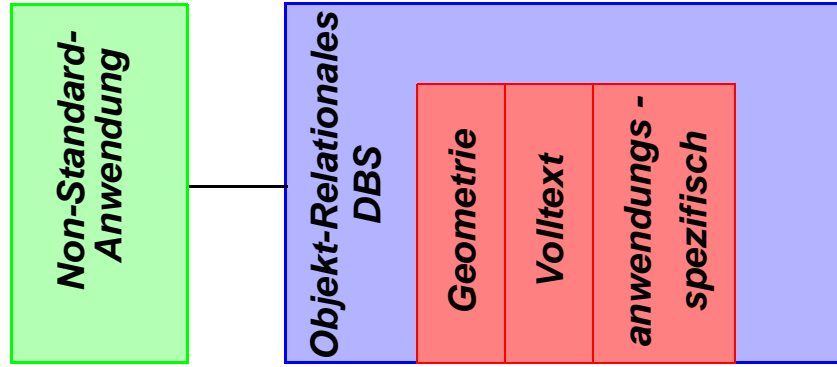 Non-Standard-
Anwendung
Objekt-Relationales
DBS
Geometrie
Volltext
anwendungs -
spezifisch